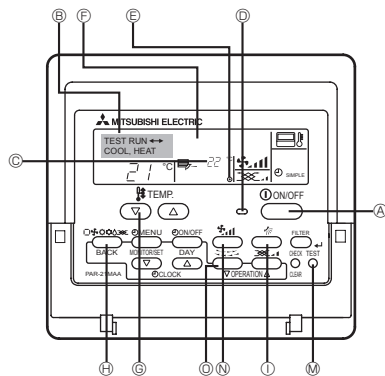 Ⓑ Ⓕ Ⓔ Ⓓ
MITSUBISHI ELECTRIC
TEST RUN ↔
COOL, HEAT
Ⓒ 21 °C 22 °C
SIMPLE
TEMP. ON/OFF
Ⓐ
MENU ON/OFF FILTER
BACK MONITOR/SET DAY CHECK TEST
PAR-21MAA CLOCK ▽ OPERATION △ CLEAR
Ⓗ Ⓖ Ⓞ Ⓝ Ⓘ Ⓜ